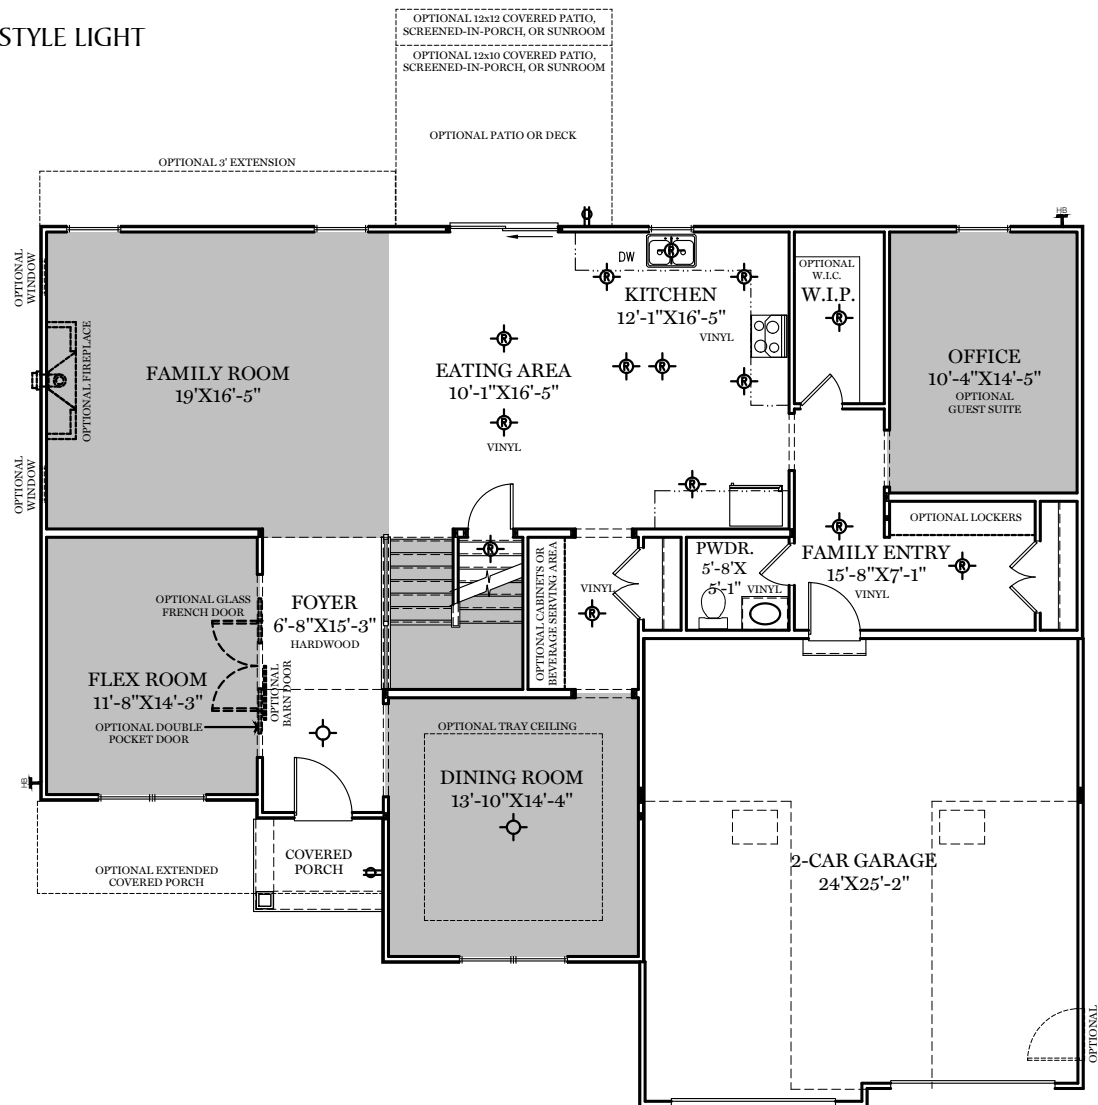 STYLE LIGHT
OPTIONAL 12x12 COVERED PATIO,
SCREENED-IN-PORCH, OR SUNROOM
OPTIONAL 12x10 COVERED PATIO,
SCREENED-IN-PORCH, OR SUNROOM
OPTIONAL PATIO OR DECK
OPTIONAL 3' EXTENSION
HB
OPTIONAL
WINDOW
OPTIONAL FIREPLACE
OPTIONAL
WINDOW
FAMILY ROOM
19'X16'-5"
EATING AREA
10'-1"X16'-5"
VINYL
R
R
DW
R
R
R
KITCHEN
12'-1"X16'-5"
VINYL
R
R
R
R
OPTIONAL
W.I.C.
W.I.P.
R
OFFICE
10'-4"X14'-5"
OPTIONAL
GUEST SUITE
OPTIONAL LOCKERS
R
FAMILY ENTRY
15'-8"X7'-1"
VINYL
R
PWDR.
5'-8'X
5'-1"
VINYL
R
VINYL
R
OPTIONAL CABINETS OR
BEVERAGE SERVING AREA
FOYER
6'-8"X15'-3"
HARDWOOD
OPTIONAL GLASS
FRENCH DOOR
FLEX ROOM
11'-8"X14'-3"
OPTIONAL DOUBLE
POCKET DOOR
OPTIONAL
BARN DOOR
HB
OPTIONAL TRAY CEILING
DINING ROOM
13'-10"X14'-4"
COVERED
PORCH
OPTIONAL EXTENDED
COVERED PORCH
2-CAR GARAGE
24'X25'-2"
OPTIONAL